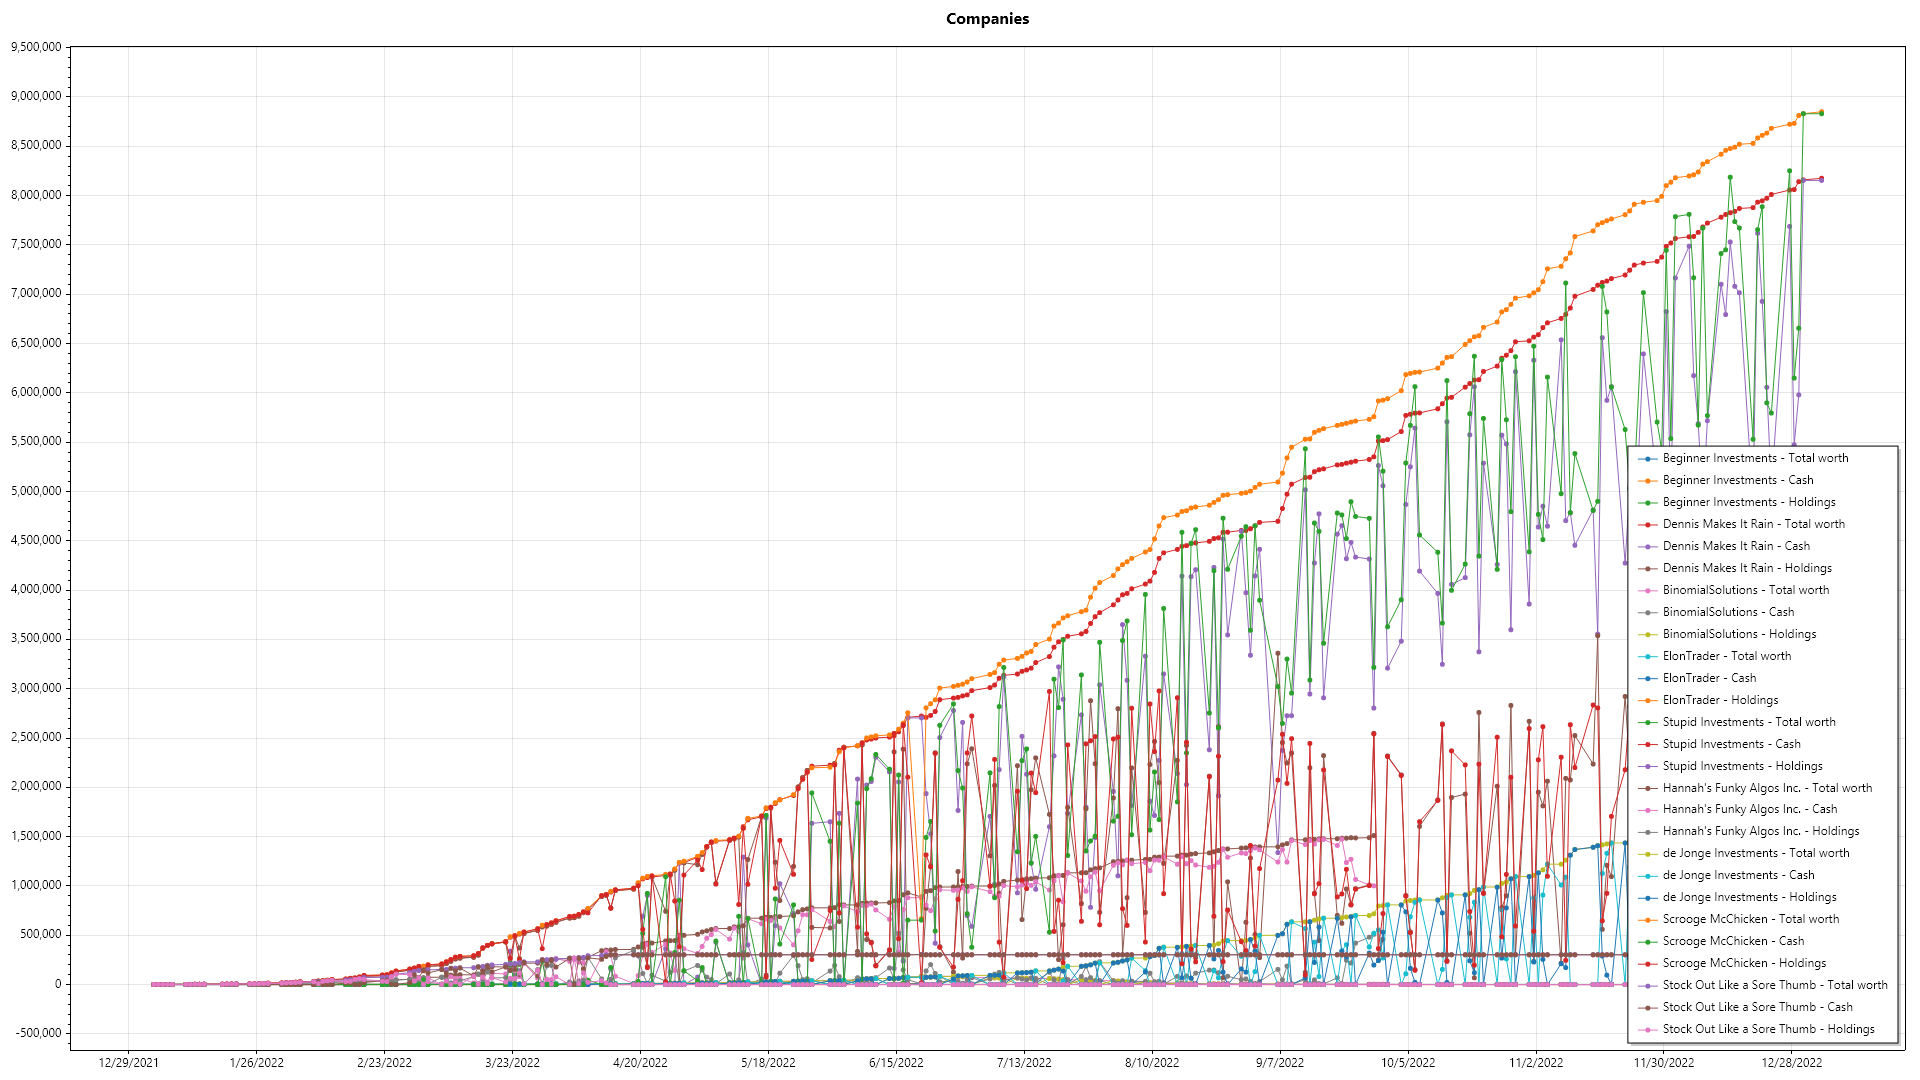 Companies
9,500,000
9,000,000
8,500,000
8,000,000
7,500,000
7,000,000
6,500,000
6,000,000
5,500,000
5,000,000
4,500,000
4,000,000
3,500,000
3,000,000
2,500,000
2,000,000
1,500,000
1,000,000
500,000
0
-500,000
12/29/2021 1/26/2022 2/23/2022 3/23/2022 4/20/2022 5/18/2022 6/15/2022 7/13/2022 8/10/2022 9/7/2022 10/5/2022 11/2/2022 11/30/2022 12/28/2022
Beginner Investments - Total worth
Beginner Investments - Cash
Beginner Investments - Holdings
Dennis Makes It Rain - Total worth
Dennis Makes It Rain - Cash
Dennis Makes It Rain - Holdings
BinomialSolutions - Total worth
BinomialSolutions - Cash
BinomialSolutions - Holdings
ElonTrader - Total worth
ElonTrader - Cash
ElonTrader - Holdings
Stupid Investments - Total worth
Stupid Investments - Cash
Stupid Investments - Holdings
Hannah's Funky Algos Inc. - Total worth
Hannah's Funky Algos Inc. - Cash
Hannah's Funky Algos Inc. - Holdings
de Jonge Investments - Total worth
de Jonge Investments - Cash
de Jonge Investments - Holdings
Scrooge McChicken - Total worth
Scrooge McChicken - Cash
Scrooge McChicken - Holdings
Stock Out Like a Sore Thumb - Total worth
Stock Out Like a Sore Thumb - Cash
Stock Out Like a Sore Thumb - Holdings